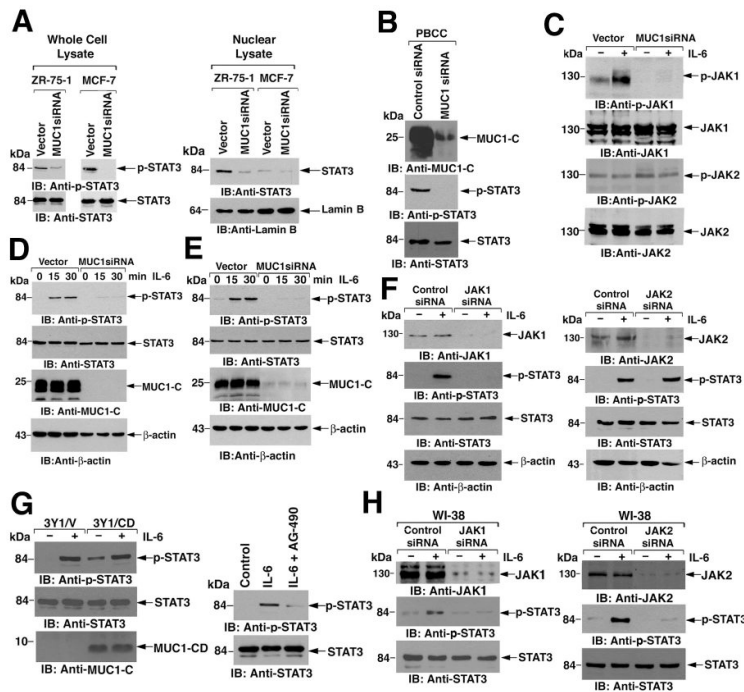 A
Whole Cell
Lysate
ZR-75-1 MCF-7
Vector
MUC1siRNA
Vector
MUC1siRNA
kDa
84 p-STAT3
IB: Anti-p-STAT3
84 STAT3
IB: Anti-STAT3
Nuclear
Lysate
ZR-75-1 MCF-7
Vector
MUC1siRNA
Vector
MUC1siRNA
kDa
84 STAT3
IB: Anti-STAT3
64 Lamin B
IB:Anti-Lamin B
B
PBCC
Control siRNA
MUC1 siRNA
kDa
25 MUC1-C
IB: Anti-MUC1-C
84 p-STAT3
IB: Anti-p-STAT3
84 STAT3
IB: Anti-STAT3
C
Vector MUC1siRNA
kDa – + – + IL-6
130 p-JAK1
IB:Anti-p-JAK1
130 JAK1
IB:Anti-JAK1
130 p-JAK2
IB:Anti-p-JAK2
130 JAK2
IB:Anti-JAK2
D
Vector MUC1siRNA
kDa 0 15 30 0 15 30 min IL-6
84 p-STAT3
IB: Anti-p-STAT3
84 STAT3
IB: Anti-STAT3
25 MUC1-C
IB: Anti-MUC1-C
43 β-actin
IB:Anti-β-actin
E
Vector MUC1siRNA
kDa 0 15 30 0 15 30 min IL-6
84 p-STAT3
IB: Anti-p-STAT3
84 STAT3
IB: Anti-STAT3
25 MUC1-C
IB: Anti-MUC1-C
43 β-actin
IB:Anti-β-actin
F
Control siRNA JAK1 siRNA
kDa – + – + IL-6
130 JAK1
IB: Anti-JAK1
84 p-STAT3
IB: Anti-p-STAT3
84 STAT3
IB: Anti-STAT3
43 β-actin
IB: Anti-β-actin
Control siRNA JAK2 siRNA
kDa – + – + IL-6
130 JAK2
IB: Anti-JAK2
84 p-STAT3
IB: Anti-p-STAT3
84 STAT3
IB: Anti-STAT3
43 β-actin
IB: Anti-β-actin
G
3Y1/V 3Y1/CD
kDa – + – + IL-6
84 p-STAT3
IB: Anti-p-STAT3
84 STAT3
IB: Anti-STAT3
10 MUC1-CD
IB: Anti-MUC1-C
Control
IL-6
IL-6 + AG-490
kDa
84 p-STAT3
IB: Anti-p-STAT3
84 STAT3
IB: Anti-STAT3
H
WI-38
Control siRNA JAK1 siRNA
kDa – + – + IL-6
130 JAK1
IB: Anti-JAK1
84 p-STAT3
IB: Anti-p-STAT3
84 STAT3
IB: Anti-STAT3
WI-38
Control siRNA JAK2 siRNA
kDa – + – + IL-6
130 JAK2
IB: Anti-JAK2
84 p-STAT3
IB: Anti-p-STAT3
84 STAT3
IB: Anti-STAT3